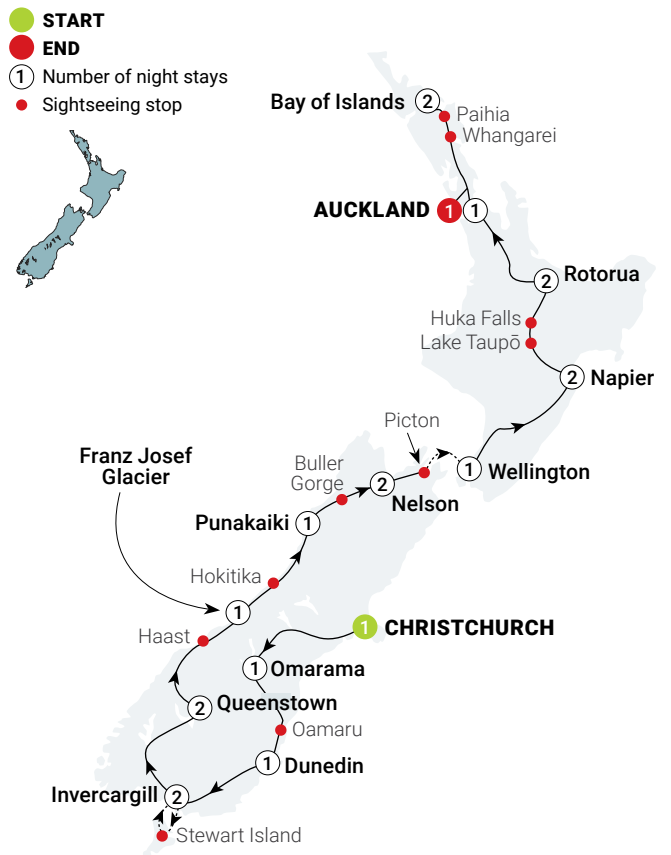 START
END
1 Number of night stays
Sightseeing stop
Bay of Islands 2
Paihia
Whangarei
AUCKLAND 1 1
2 Rotorua
Huka Falls
Lake Taupō
2 Napier
Picton
1 Wellington
Franz Josef
Glacier
Buller
Gorge
2
Nelson
Punakaiki 1
Hokitika
1
Haast
1 CHRISTCHURCH
1 Omarama
2 Queenstown
Oamaru
1 Dunedin
Invercargill 2
Stewart Island